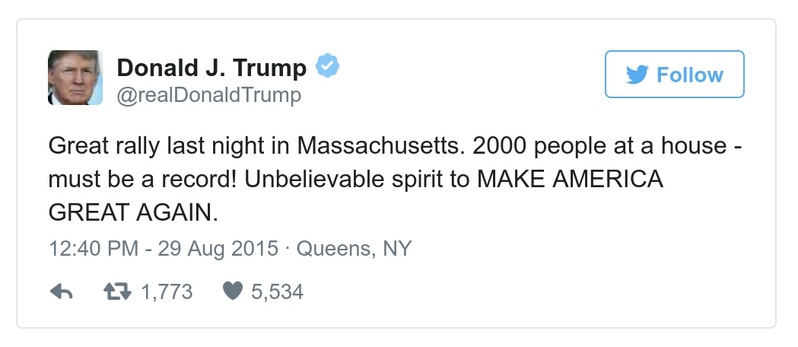 Donald J. Trump
Follow
@realDonaldTrump
Great rally last night in Massachusetts. 2000 people at a house -
must be a record! Unbelievable spirit to MAKE AMERICA
GREAT AGAIN.
12:40 PM - 29 Aug 2015 · Queens, NY
1,773 5,534